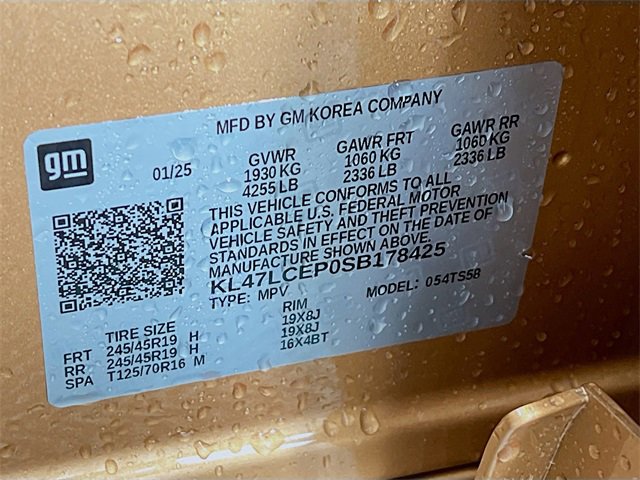 MFD BY GM KOREA COMPANY
gm
01/25
GVWR GAWR FRT GAWR RR
1930 KG 1060 KG 1060 KG
4255 LB 2336 LB 2336 LB
THIS VEHICLE CONFORMS TO ALL
APPLICABLE U.S. FEDERAL MOTOR
VEHICLE SAFETY AND THEFT PREVENTION
STANDARDS IN EFFECT ON THE DATE OF
MANUFACTURE SHOWN ABOVE.
KL47LCEP0SB178425
TYPE: MPV MODEL: 054TS58
TIRE SIZE RIM
FRT 245/45R19 H 19X8J
RR 245/45R19 H 19X8J
SPA T125/70R16 M 16X4BT